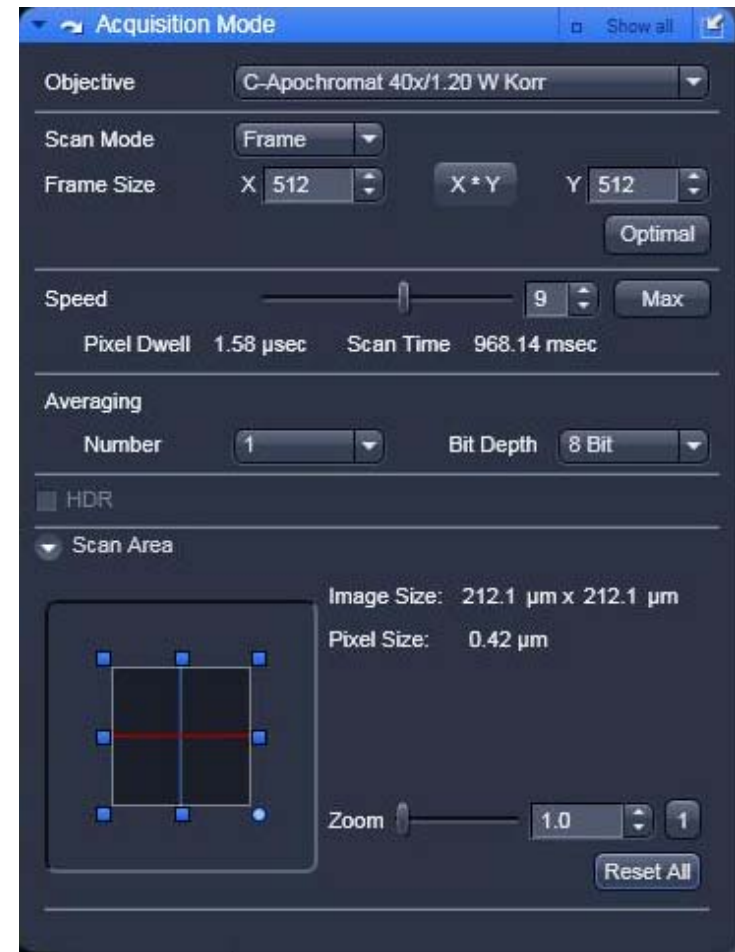 Acquisition Mode Show all
Objective C-Apochromat 40x/1.20 W Korr
Scan Mode Frame
Frame Size X 512 X * Y Y 512
Optimal
Speed 9 Max
Pixel Dwell 1.58 µsec Scan Time 968.14 msec
Averaging
Number 1 Bit Depth 8 Bit
HDR
Scan Area
Image Size: 212.1 µm x 212.1 µm
Pixel Size: 0.42 µm
Zoom 1.0 1
Reset All